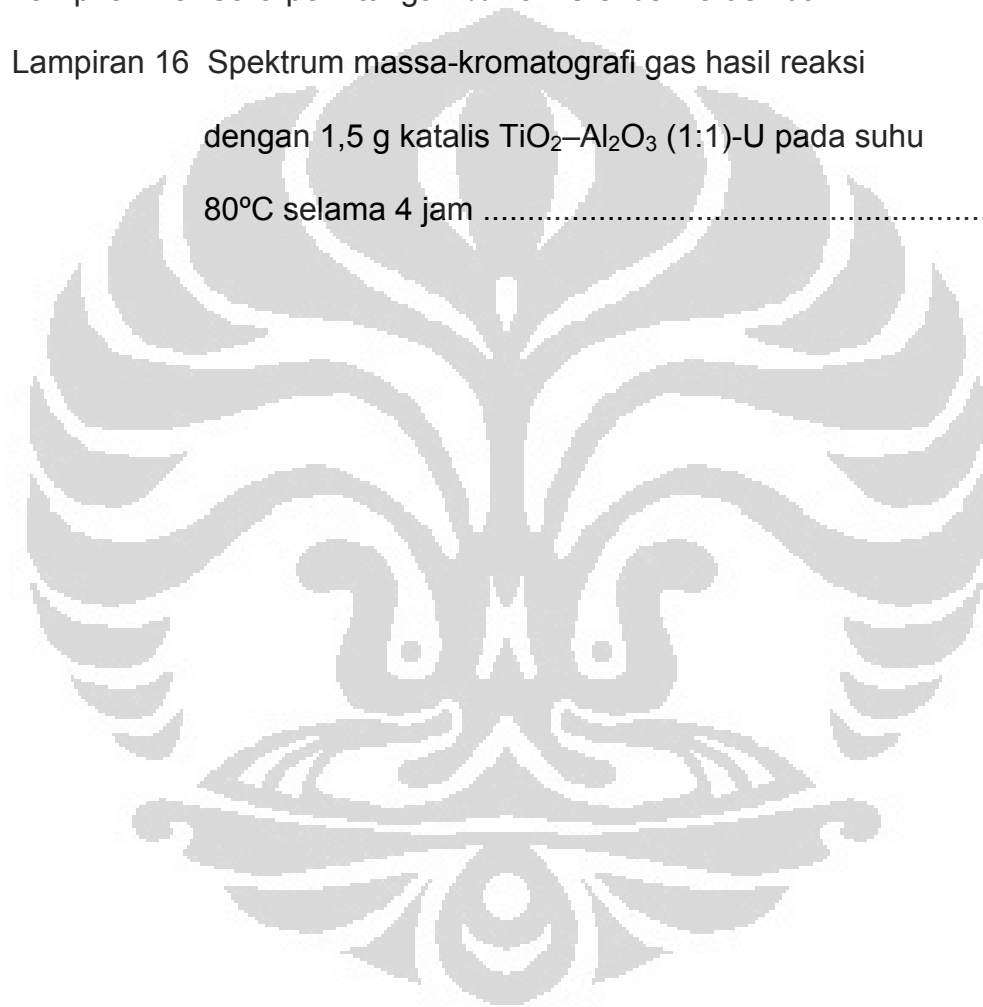 Lampiran 16 Spektrum massa-kromatografi gas hasil reaksi
dengan 1,5 g katalis TiO₂–Al₂O₃ (1:1)-U pada suhu
80ºC selama 4 jam ..........................................................